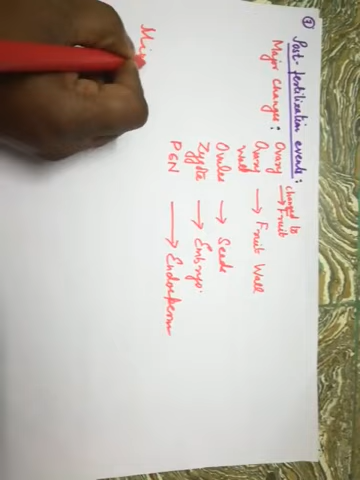 ② Post-fertilization events:
Major changes: Ovary changed to → Fruit
Ovary wall → Fruit Wall
Ovules → Seeds
Zygote → Embryo.
PEN → Endosperm